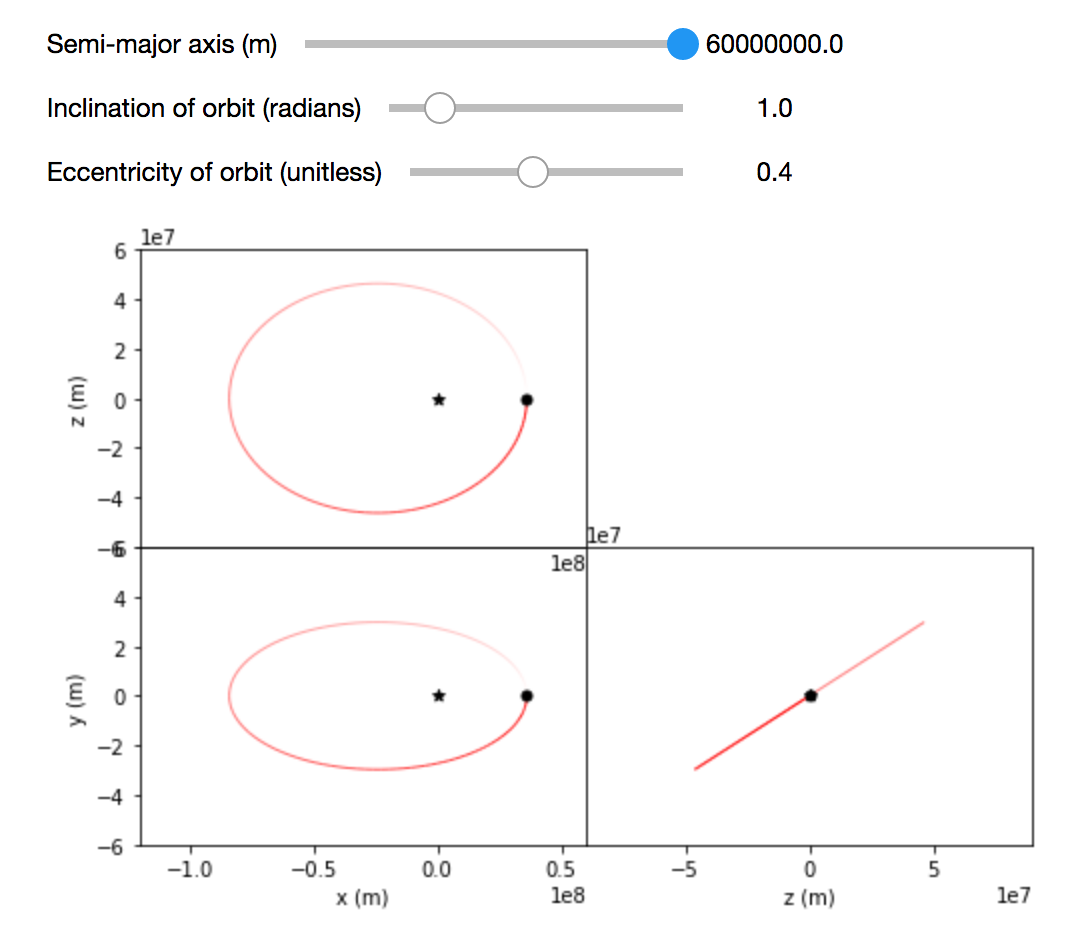 Semi-major axis (m) 60000000.0
Inclination of orbit (radians) 1.0
Eccentricity of orbit (unitless) 0.4
1e7
6
4
2
0
−2
−4
−6
z (m)
1e7
1e8
6
4
2
0
−2
−4
−6
y (m)
−1.0 −0.5 0.0 0.5
x (m) 1e8
−5 0 5
z (m) 1e7